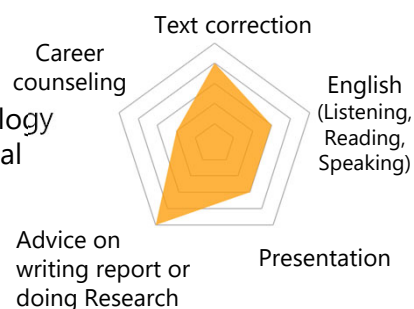 Text correction
Career
counseling
English
(Listening,
Reading,
Speaking)
Presentation
Advice on
writing report or
doing Research